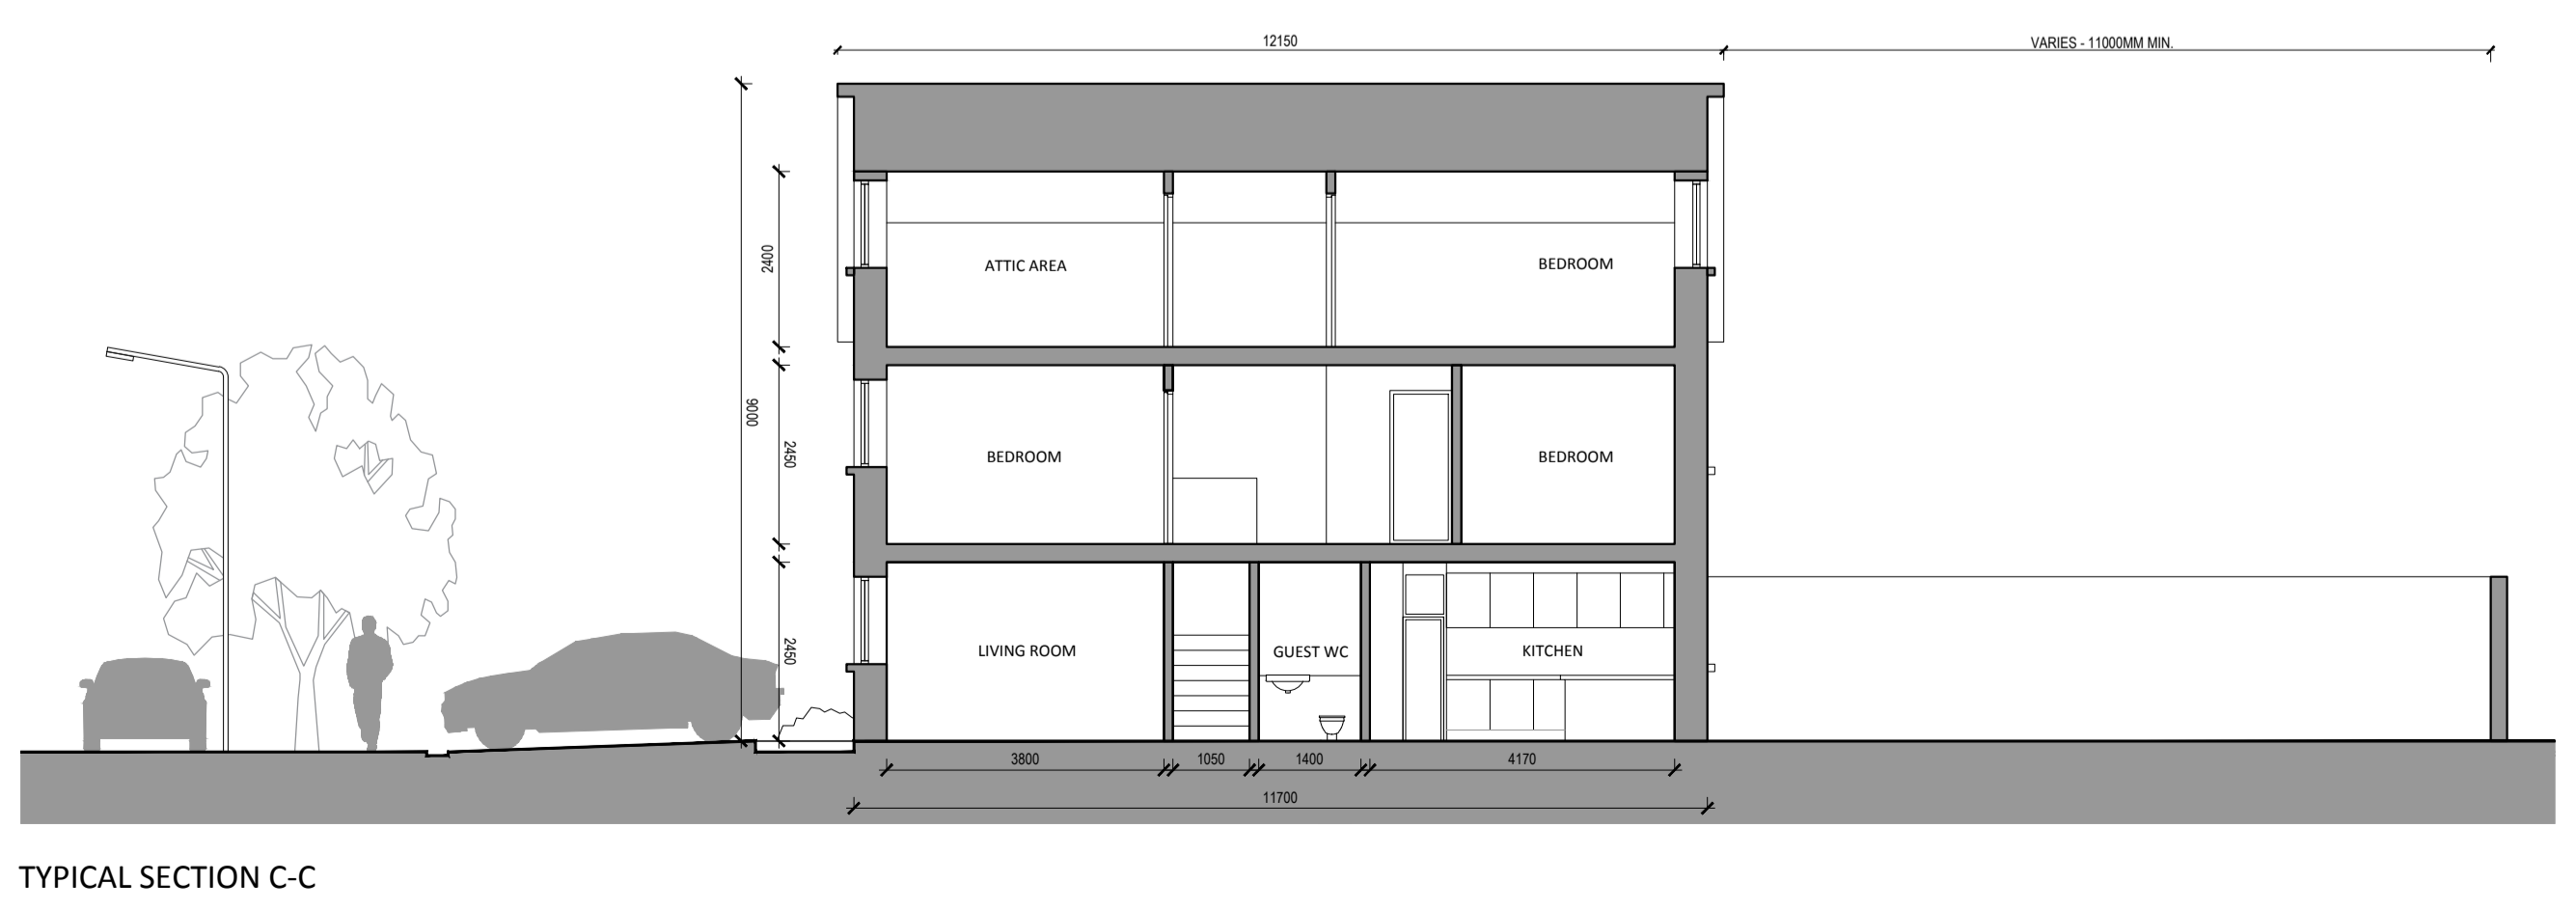 12150
VARIES - 11000MM MIN.
2400
ATTIC AREA
BEDROOM
9000
2450
BEDROOM
BEDROOM
2450
LIVING ROOM
GUEST WC
KITCHEN
3800
1050
1400
4170
11700
TYPICAL SECTION C-C